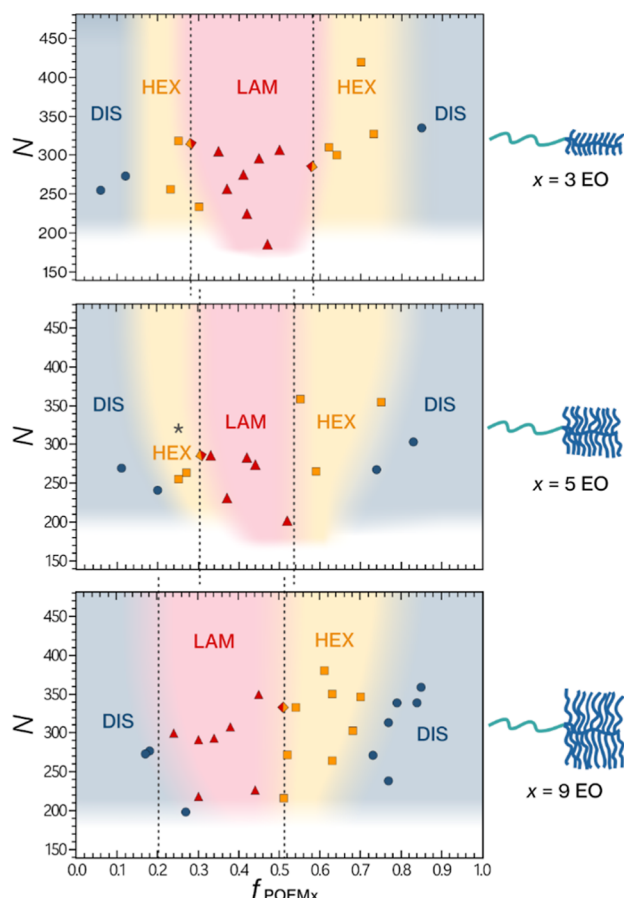 450
400
350
300
250
200
150
N
DIS
HEX
LAM
HEX
DIS
x = 3 EO
450
400
350
300
250
200
150
N
DIS
HEX
*
LAM
HEX
DIS
x = 5 EO
450
400
350
300
250
200
150
N
DIS
LAM
HEX
DIS
x = 9 EO
0.0 0.1 0.2 0.3 0.4 0.5 0.6 0.7 0.8 0.9 1.0
f POEMx